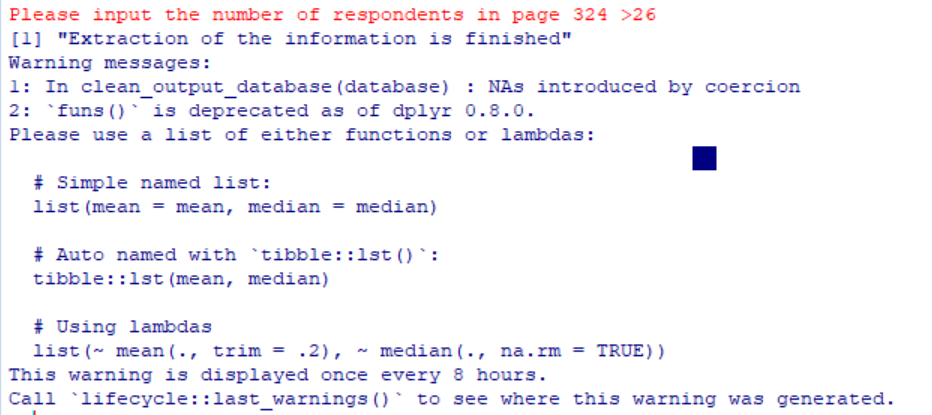 Please input the number of respondents in page 324 >26
[1] "Extraction of the information is finished"
Warning messages:
1: In clean_output_database(database) : NAs introduced by coercion
2: `funs()` is deprecated as of dplyr 0.8.0.
Please use a list of either functions or lambdas:
# Simple named list:
list(mean = mean, median = median)
# Auto named with `tibble::lst()`:
tibble::lst(mean, median)
# Using lambdas
list(~ mean(., trim = .2), ~ median(., na.rm = TRUE))
This warning is displayed once every 8 hours.
Call `lifecycle::last_warnings()` to see where this warning was generated.